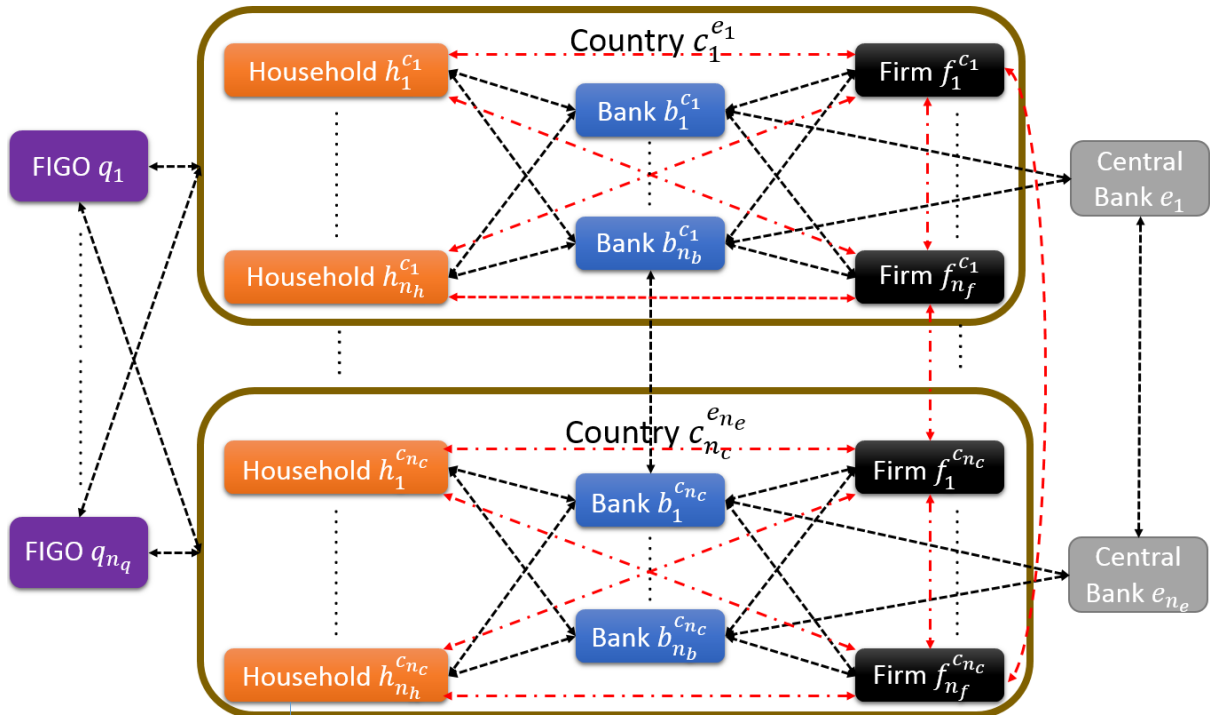 Country $c_1^{e_1}$
Household $h_1^{c_1}$
Firm $f_1^{c_1}$
Bank $b_1^{c_1}$
FIGO $q_1$
Central
Bank $e_1$
Bank $b_{n_b}^{c_1}$
Household $h_{n_h}^{c_1}$
Firm $f_{n_f}^{c_1}$
Country $c_{n_c}^{e_{n_e}}$
Household $h_1^{c_{n_c}}$
Firm $f_1^{c_{n_c}}$
Bank $b_1^{c_{n_c}}$
FIGO $q_{n_q}$
Central
Bank $e_{n_e}$
Bank $b_{n_b}^{c_{n_c}}$
Household $h_{n_h}^{c_{n_c}}$
Firm $f_{n_f}^{c_{n_c}}$